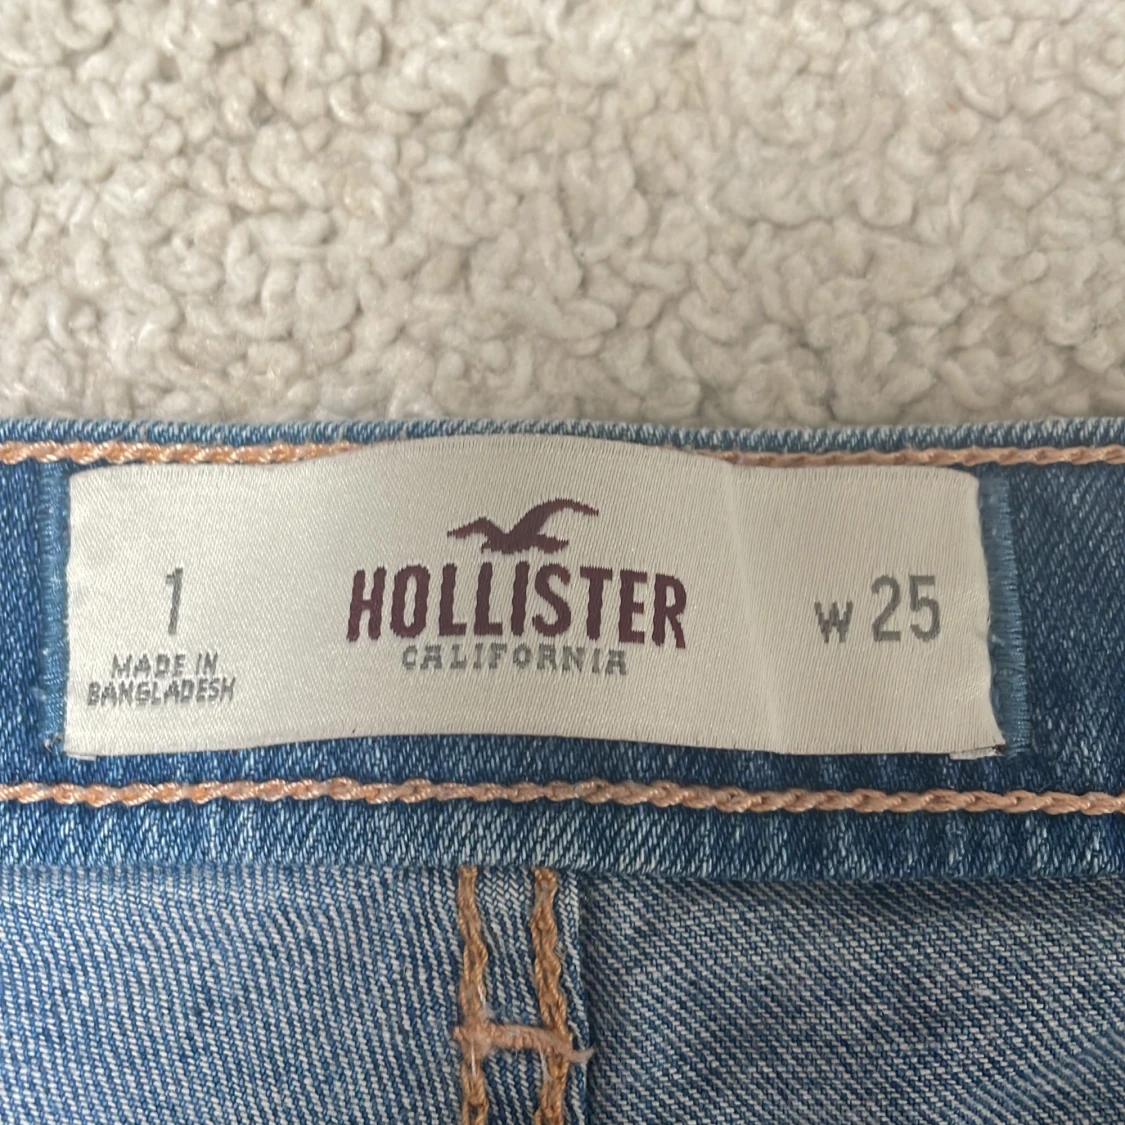 1
MADE IN
BANGLADESH
HOLLISTER
CALIFORNIA
W 25